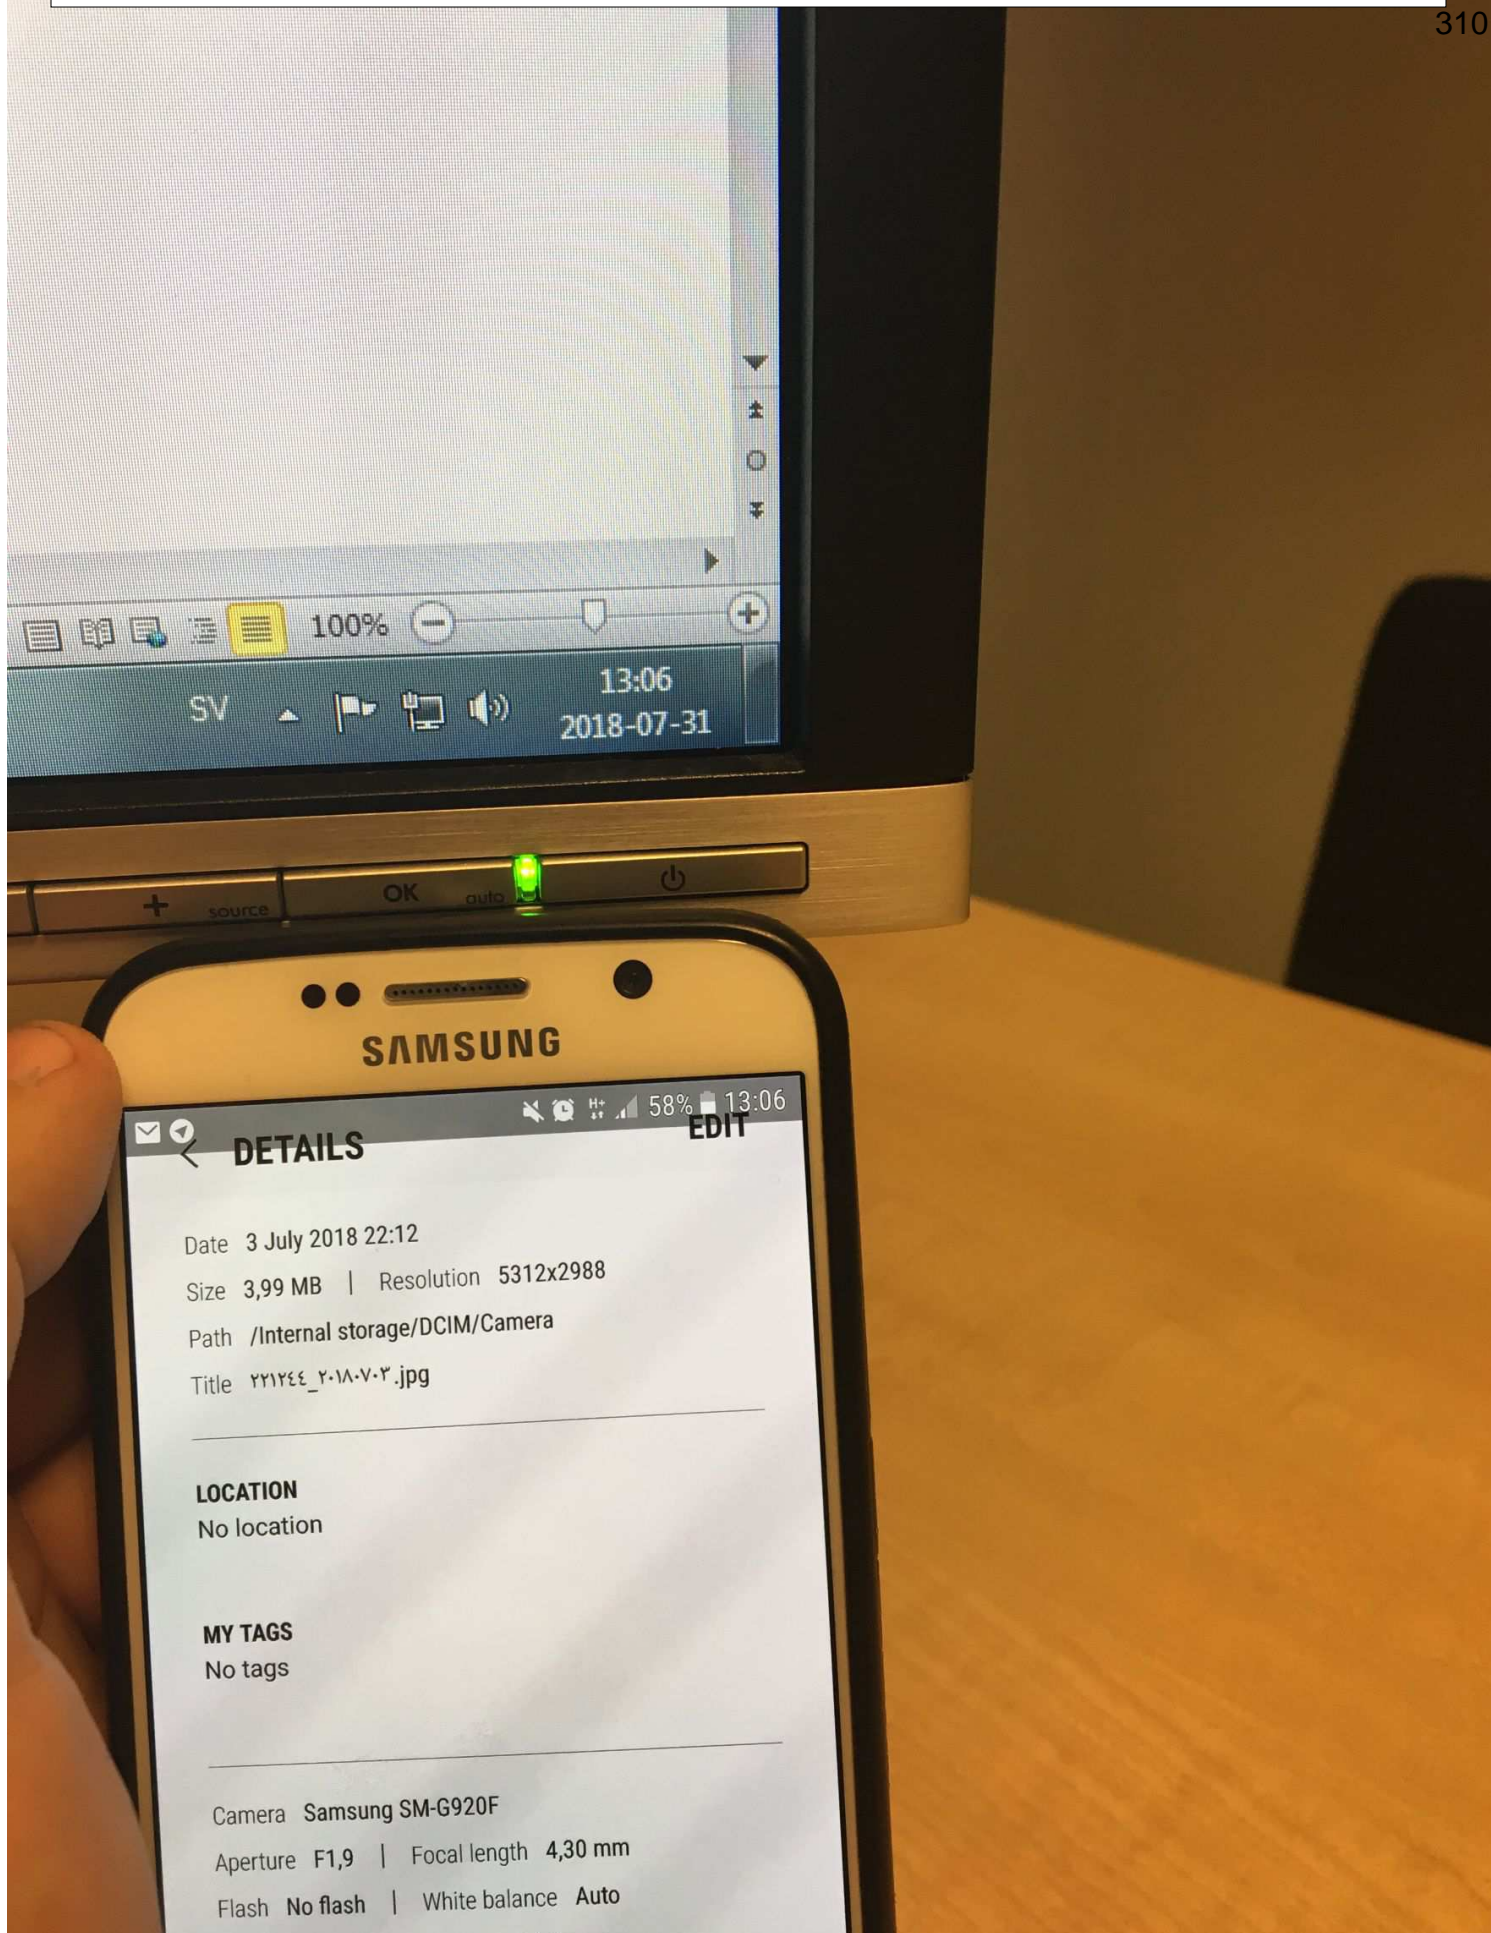 310
100%
SV
13:06
2018-07-31
+ source OK auto
SAMSUNG
H+ 58% 13:06
DETAILS EDIT
Date 3 July 2018 22:12
Size 3,99 MB | Resolution 5312x2988
Path /Internal storage/DCIM/Camera
Title ٢٢١٢٤٤_٢٠١٨٠٧٠٣.jpg
LOCATION
No location
MY TAGS
No tags
Camera Samsung SM-G920F
Aperture F1,9 | Focal length 4,30 mm
Flash No flash | White balance Auto